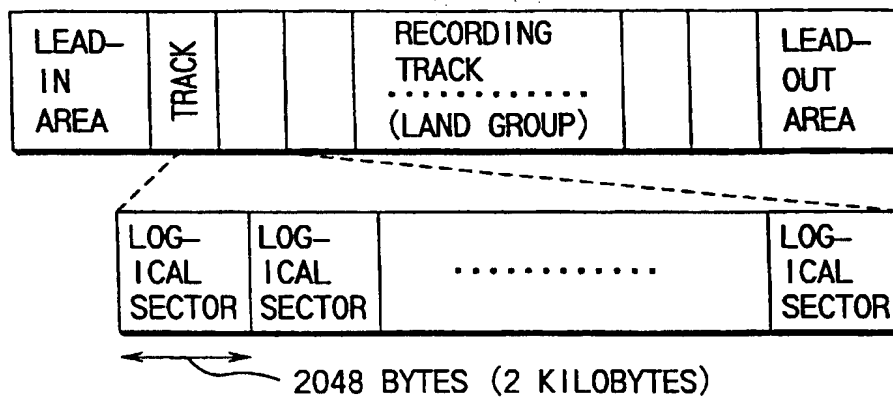 LEAD-
IN
AREA
TRACK
RECORDING
TRACK
............
(LAND GROUP)
LEAD-
OUT
AREA
LOG-
ICAL
SECTOR
LOG-
ICAL
SECTOR
............
LOG-
ICAL
SECTOR
2048 BYTES (2 KILOBYTES)